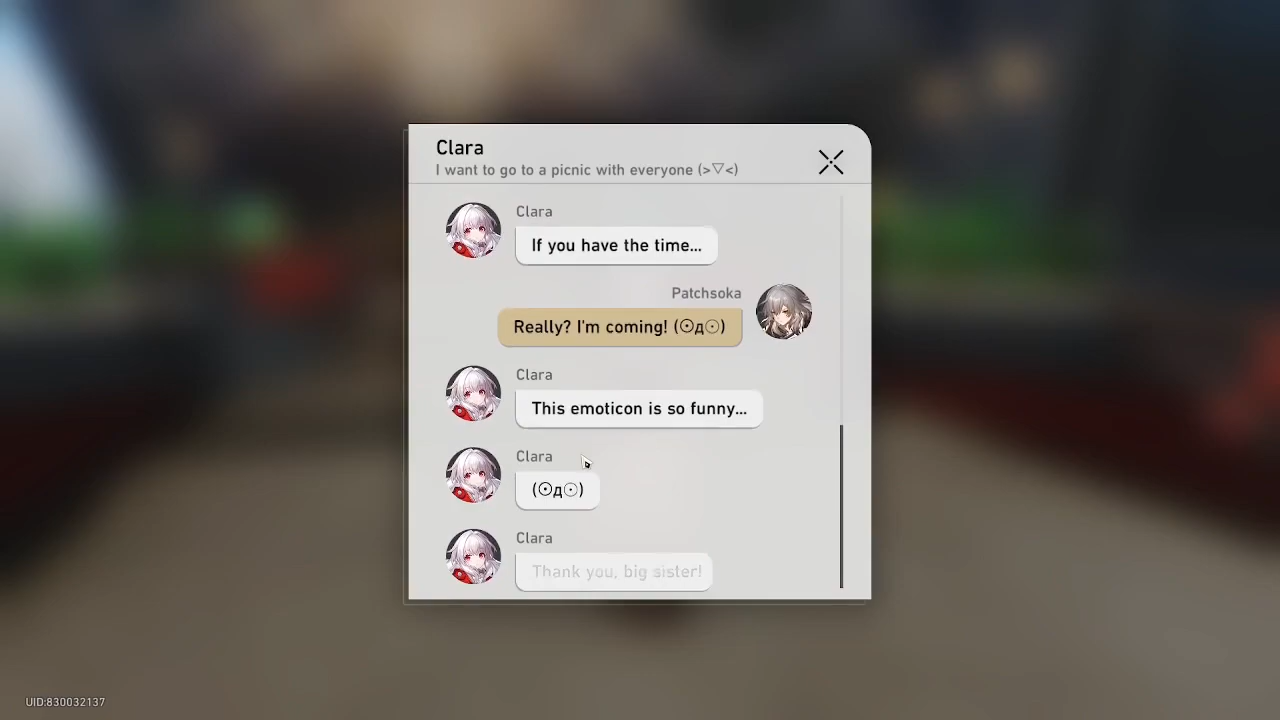 Clara
I want to go to a picnic with everyone (>▽<)
Clara
If you have the time...
Patchsoka
Really? I'm coming! (⊙д⊙)
Clara
This emoticon is so funny...
Clara
(⊙д⊙)
Clara
Thank you, big sister!
UID:830032137